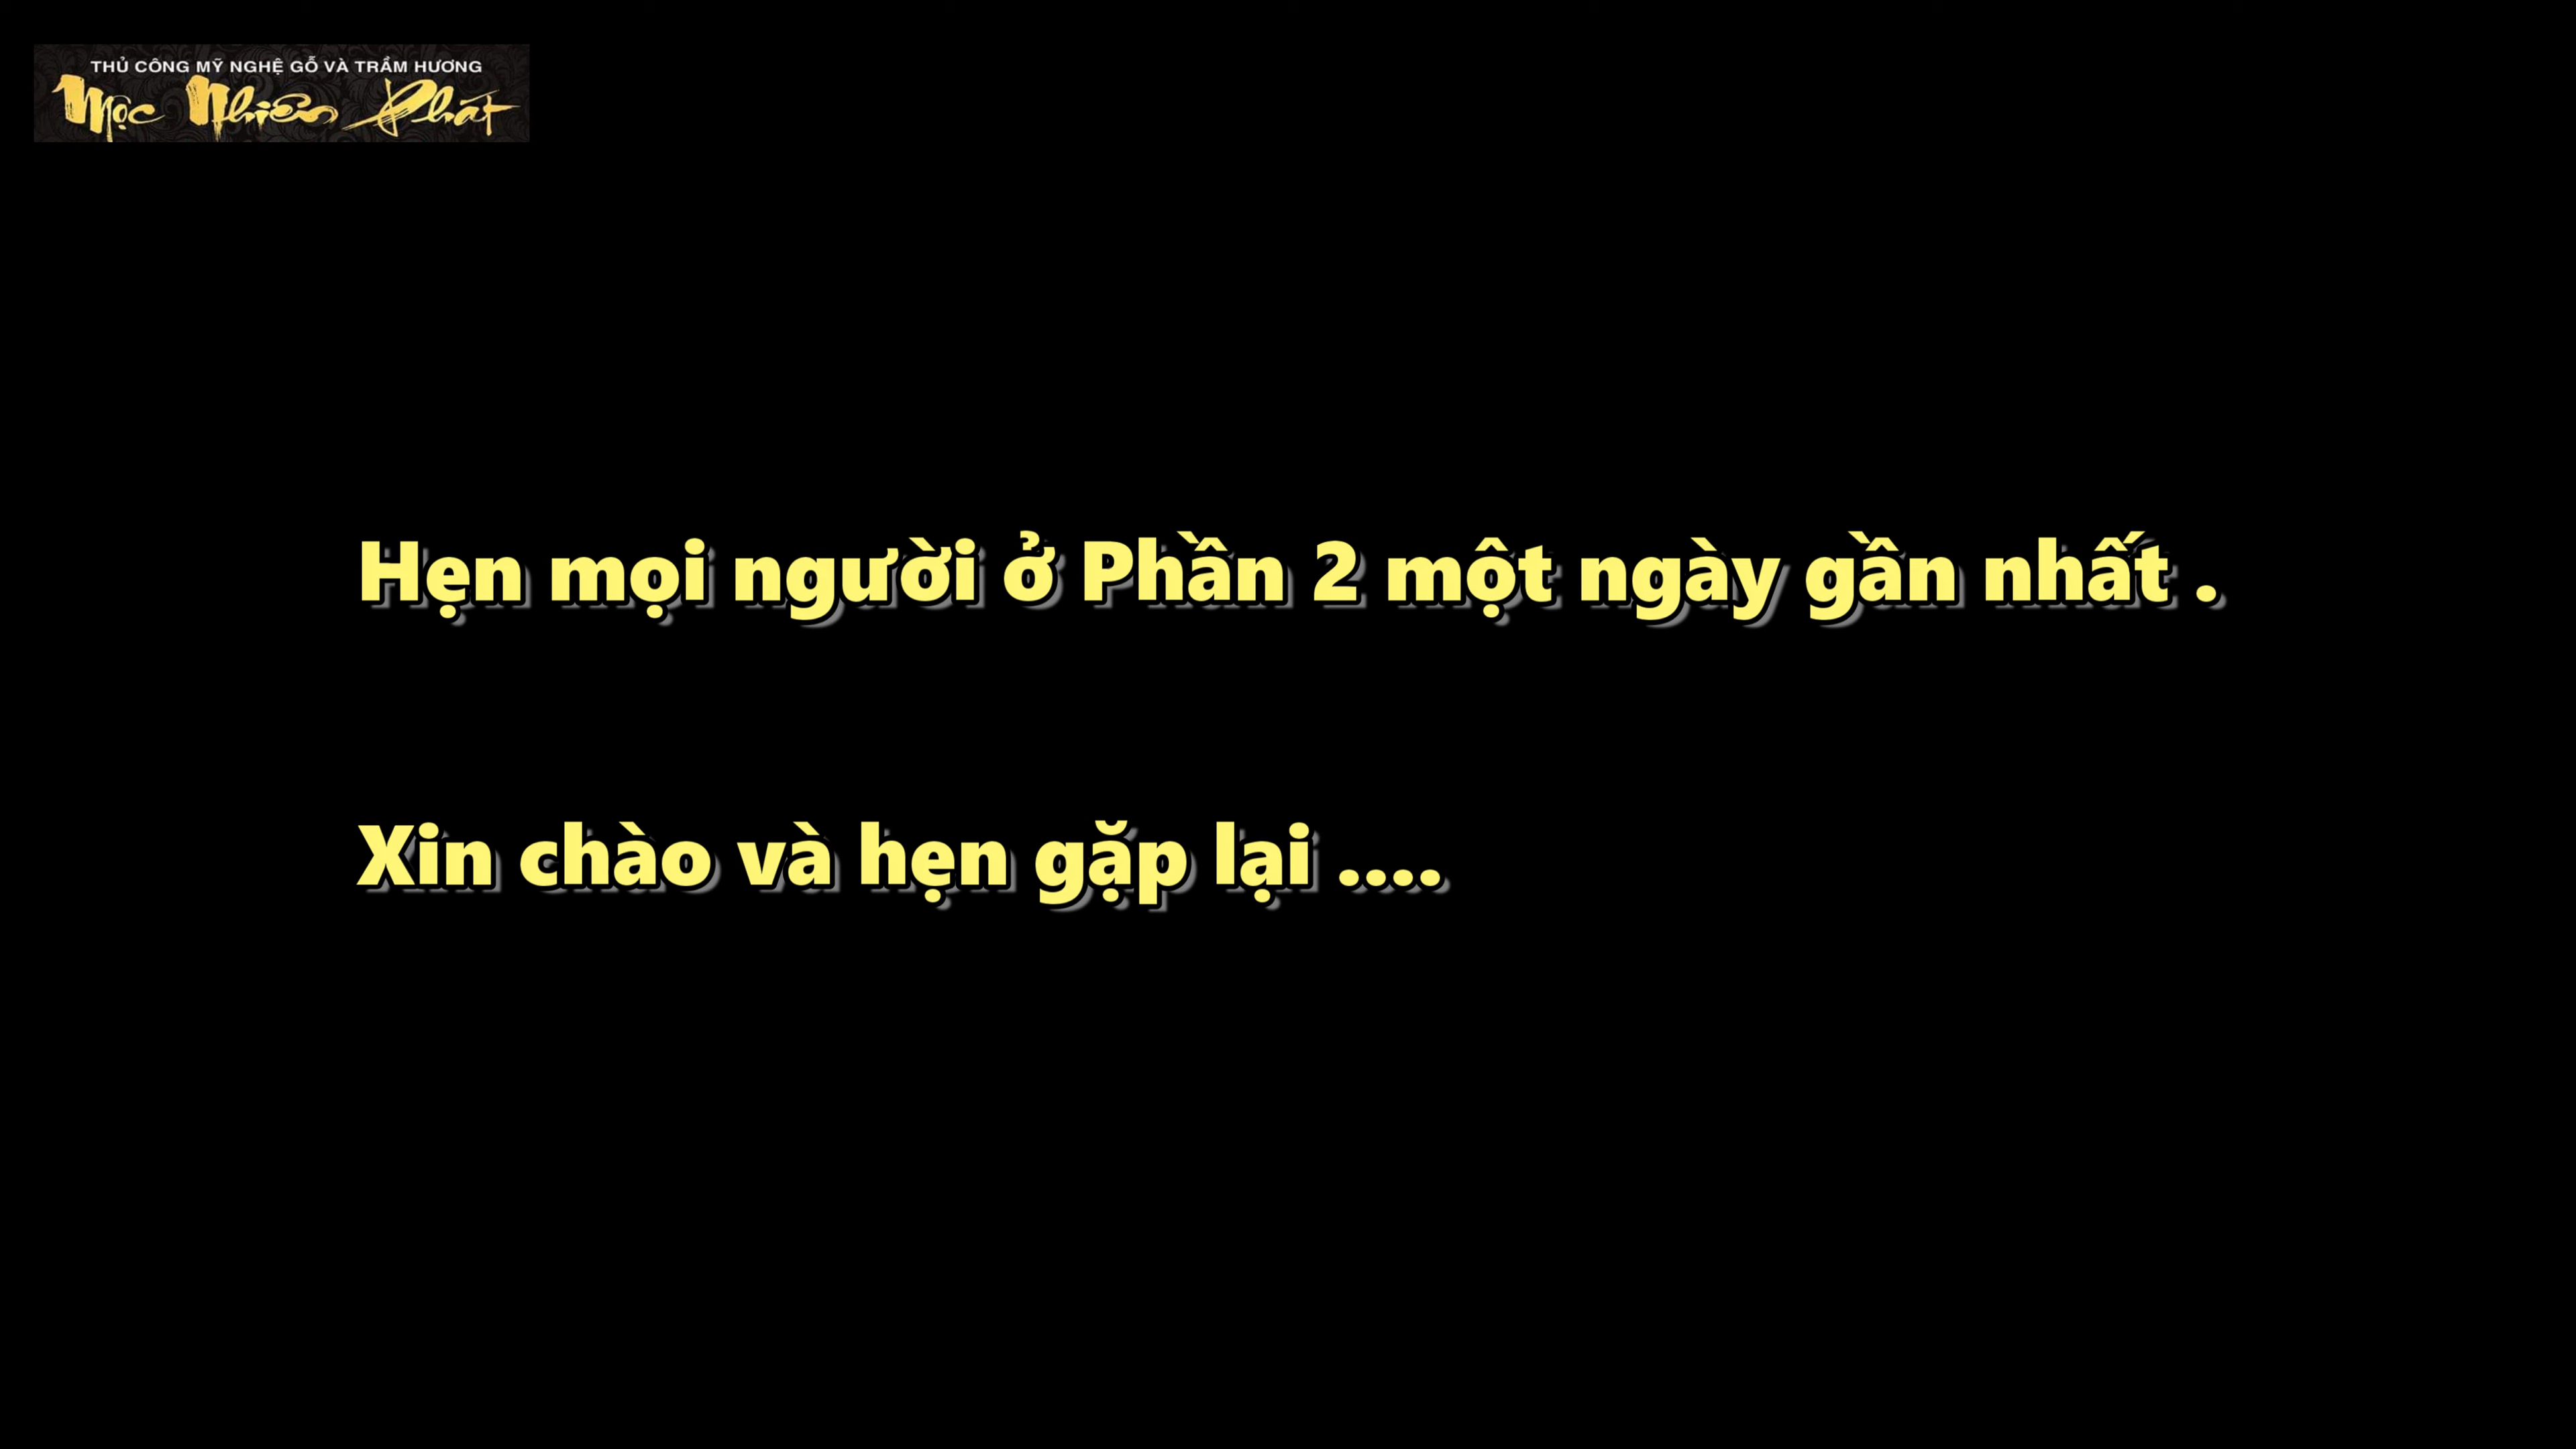 THỦ CÔNG MỸ NGHỆ GỖ VÀ TRẦM HƯƠNG
Mộc Nhiên Phát
Hẹn mọi người ở Phần 2 một ngày gần nhất .
Xin chào và hẹn gặp lại ....